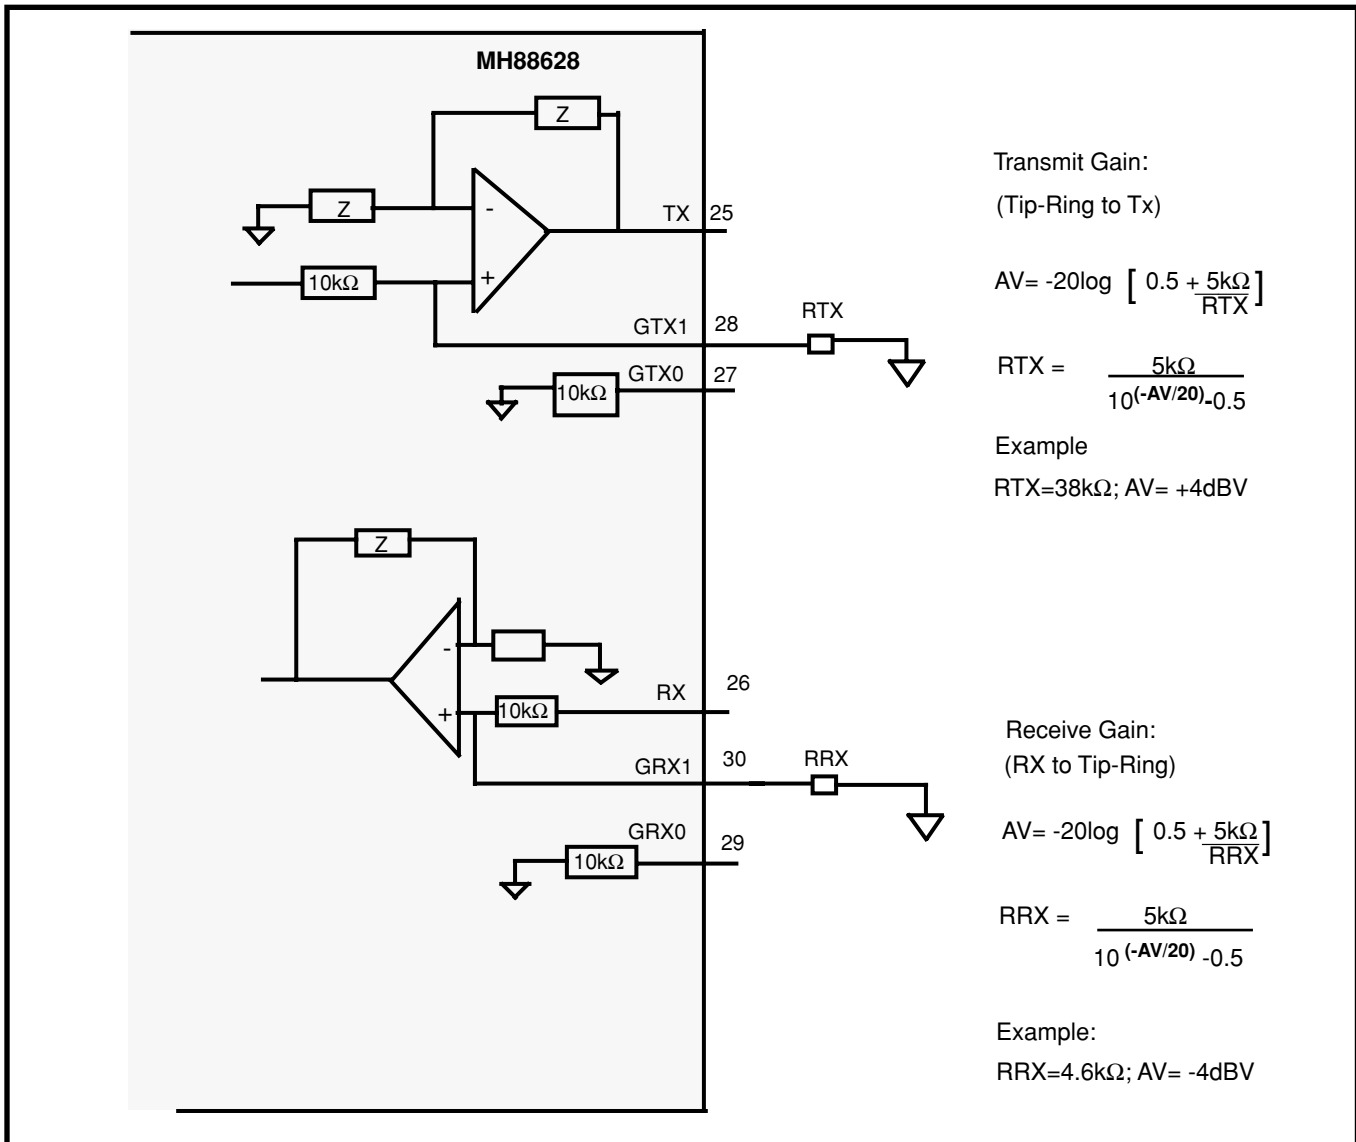 MH88628
Z
Z
-
+
10kΩ
TX 25
GTX1 28
RTX
GTX0 27
10kΩ
Transmit Gain:
(Tip-Ring to Tx)
AV= -20log [ 0.5 + 5kΩ
RTX ]
RTX = 5kΩ
10(-AV/20)-0.5
Example
RTX=38kΩ; AV= +4dBV
Z
-
+
10kΩ
RX 26
GRX1 30
RRX
GRX0 29
10kΩ
Receive Gain:
(RX to Tip-Ring)
AV= -20log [ 0.5 + 5kΩ
RRX ]
RRX = 5kΩ
10 (-AV/20) -0.5
Example:
RRX=4.6kΩ; AV= -4dBV